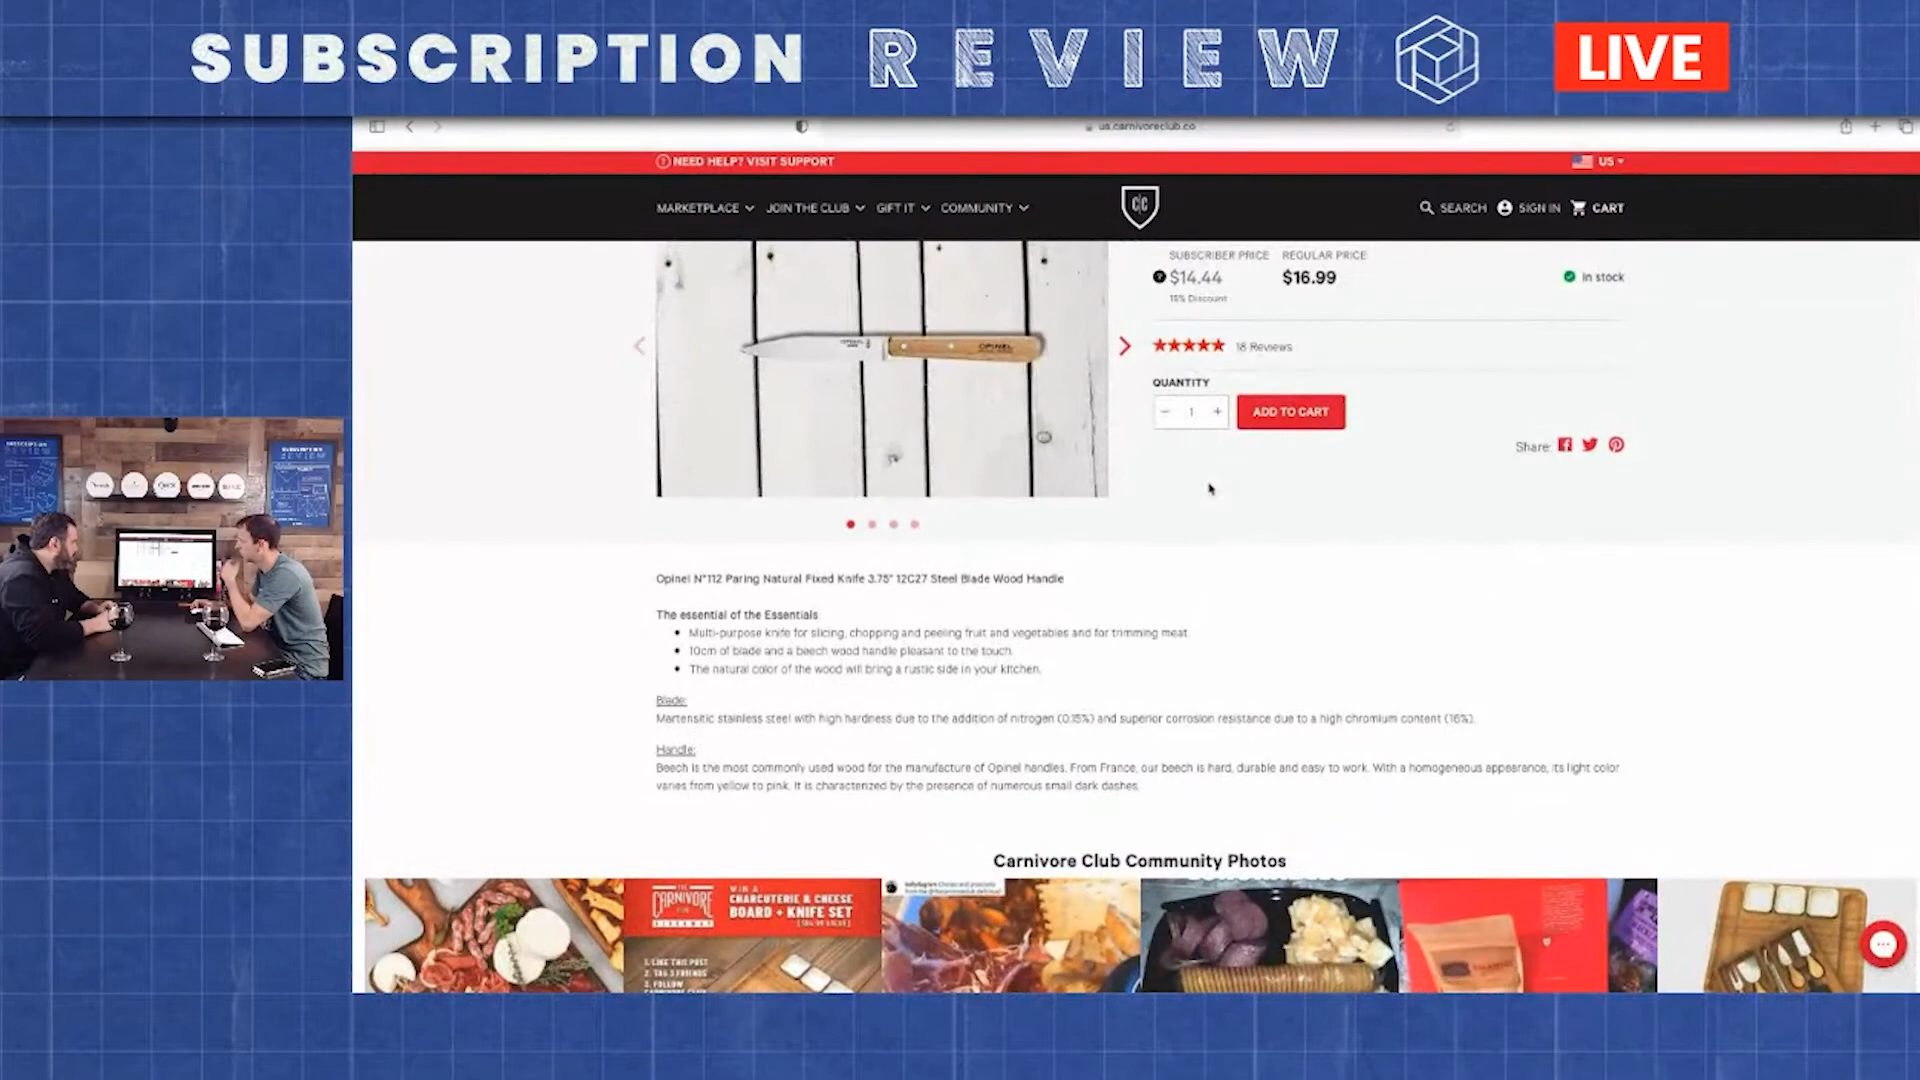 SUBSCRIPTION REVIEW LIVE
us.carnivoreclub.co
NEED HELP? VISIT SUPPORT
US
MARKETPLACE JOIN THE CLUB GIFT IT COMMUNITY
C|C
SEARCH SIGN IN CART
SUBSCRIBER PRICE REGULAR PRICE
$14.44 $16.99 In stock
15% Discount
OPINEL
18 Reviews
QUANTITY
1 ADD TO CART
Share:
Opinel N°112 Paring Natural Fixed Knife 3.75" 12C27 Steel Blade Wood Handle
The essential of the Essentials
Multi-purpose knife for slicing, chopping and peeling fruit and vegetables and for trimming meat.
10cm of blade and a beech wood handle pleasant to the touch.
The natural color of the wood will bring a rustic side in your kitchen.
Blade:
Martensitic stainless steel with high hardness due to the addition of nitrogen (0.15%) and superior corrosion resistance due to a high chromium content (16%).
Handle:
Beech is the most commonly used wood for the manufacture of Opinel handles. From France, our beech is hard, durable and easy to work. With a homogeneous appearance, its light color
varies from yellow to pink. It is characterized by the presence of numerous small dark dashes.
Carnivore Club Community Photos
THE
CARNIVORE
WIN A
CHARCUTERIE & CHEESE
BOARD + KNIFE SET
1. LIKE THIS POST
2. TAG 3 FRIENDS
3. FOLLOW
SUBSCRIPTION
REVIEW
SUBSCRIPTION
REVIEW